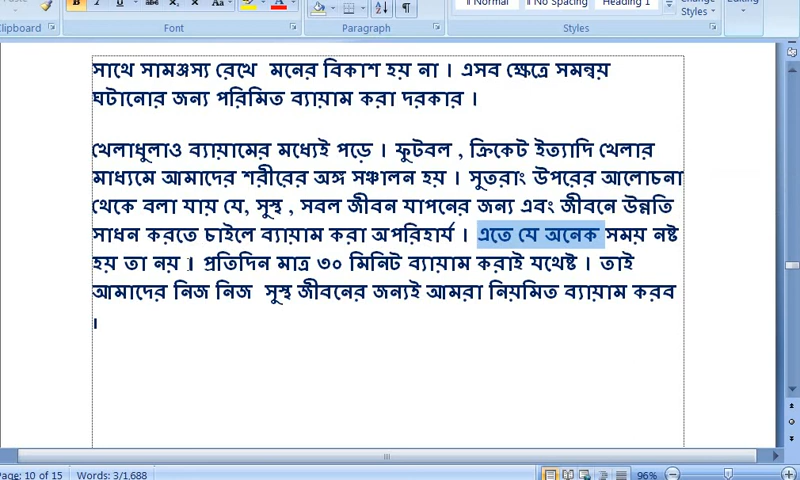 Clipboard
Font
Paragraph
Normal
No Spacing
Heading 1
Change
Styles
Styles
Editing
সাথে সামঞ্জস্য রেখে মনের বিকাশ হয় না । এসব ক্ষেত্রে সমন্বয়
ঘটানোর জন্য পরিমিত ব্যায়াম করা দরকার ।
খেলাধুলাও ব্যায়ামের মধ্যেই পড়ে । ফুটবল , ক্রিকেট ইত্যাদি খেলার
মাধ্যমে আমাদের শরীরের অঙ্গ সঞ্চালন হয় । সুতরাং উপরের আলোচনা
থেকে বলা যায় যে, সুস্থ , সবল জীবন যাপনের জন্য এবং জীবনে উন্নতি
সাধন করতে চাইলে ব্যায়াম করা অপরিহার্য । এতে যে অনেক সময় নষ্ট
হয় তা নয় । প্রতিদিন মাত্র ৩০ মিনিট ব্যায়াম করাই যথেষ্ট । তাই
আমাদের নিজ নিজ সুস্থ জীবনের জন্যই আমরা নিয়মিত ব্যায়াম করব
।
Page: 10 of 15 Words: 3/1,688 96%